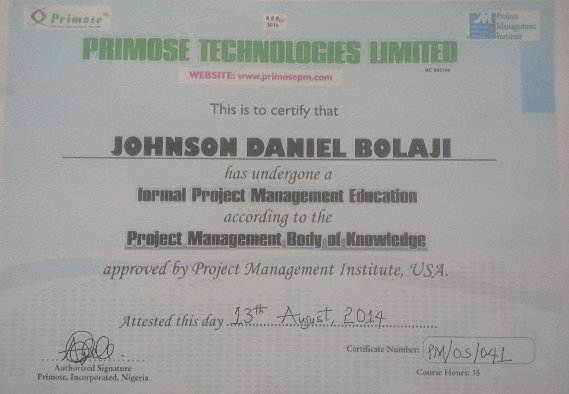 Primose
R.E.P.
2016
Project
Management
Institute
PRIMOSE TECHNOLOGIES LIMITED
WEBSITE: www.primosepm.com
This is to certify that
JOHNSON DANIEL BOLAJI
has undergone a
formal Project Management Education
according to the
Project Management Body of Knowledge
approved by Project Management Institute, USA.
Attested this day 13th August, 2014
Authorized Signature
Primose, Incorporated, Nigeria
Certificate Number: PM/OS/041
Course Hours: 35